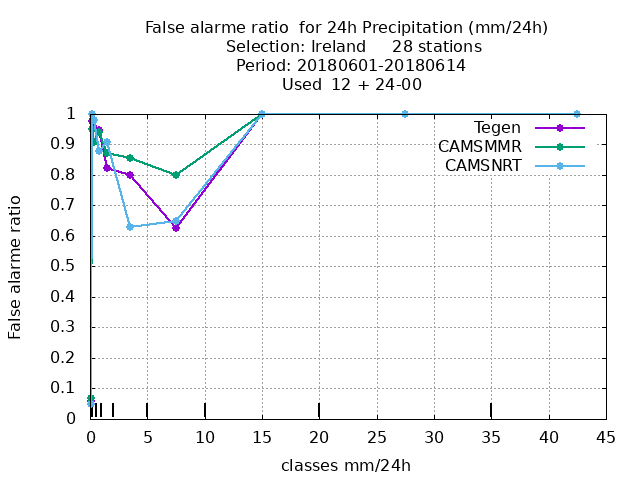 False alarme ratio  for 24h Precipitation (mm/24h)
Selection: Ireland     28 stations
Period: 20180601-20180614
Used  12 + 24-00
Tegen
CAMSMMR
CAMSNRT
1
0.9
0.8
0.7
0.6
0.5
0.4
0.3
0.2
0.1
0
False alarme ratio
0 5 10 15 20 25 30 35 40 45
classes mm/24h